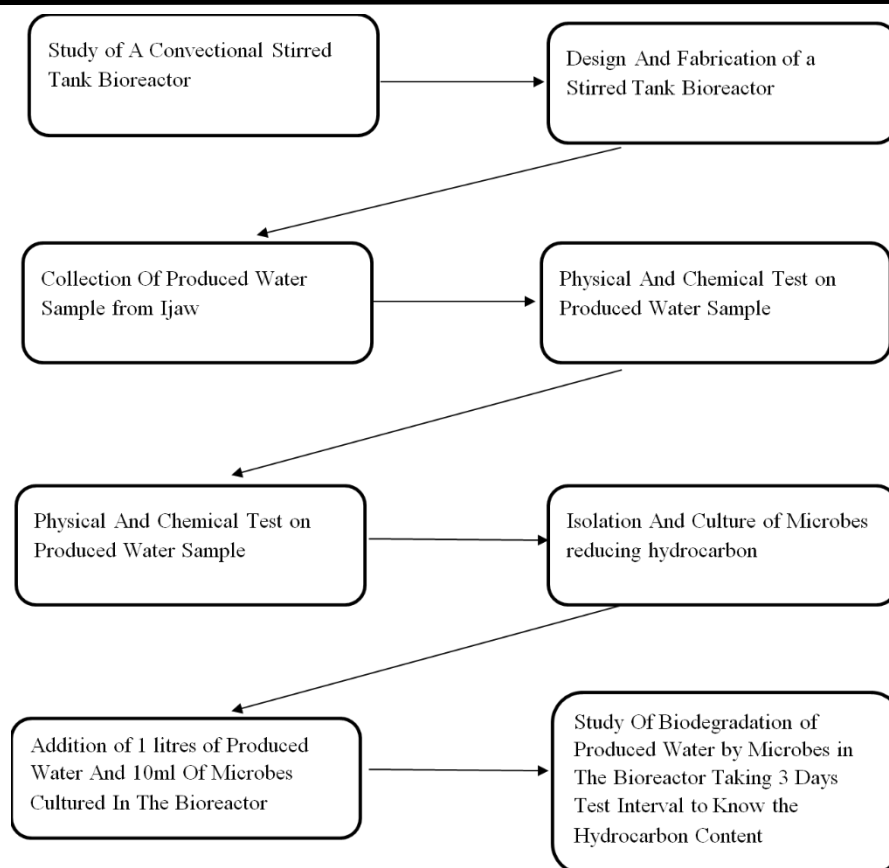 Study of A Convectional Stirred
Tank Bioreactor
Design And Fabrication of a
Stirred Tank Bioreactor
Collection Of Produced Water
Sample from Ijaw
Physical And Chemical Test on
Produced Water Sample
Physical And Chemical Test on
Produced Water Sample
Isolation And Culture of Microbes
reducing hydrocarbon
Addition of 1 litres of Produced
Water And 10ml Of Microbes
Cultured In The Bioreactor
Study Of Biodegradation of
Produced Water by Microbes in
The Bioreactor Taking 3 Days
Test Interval to Know the
Hydrocarbon Content